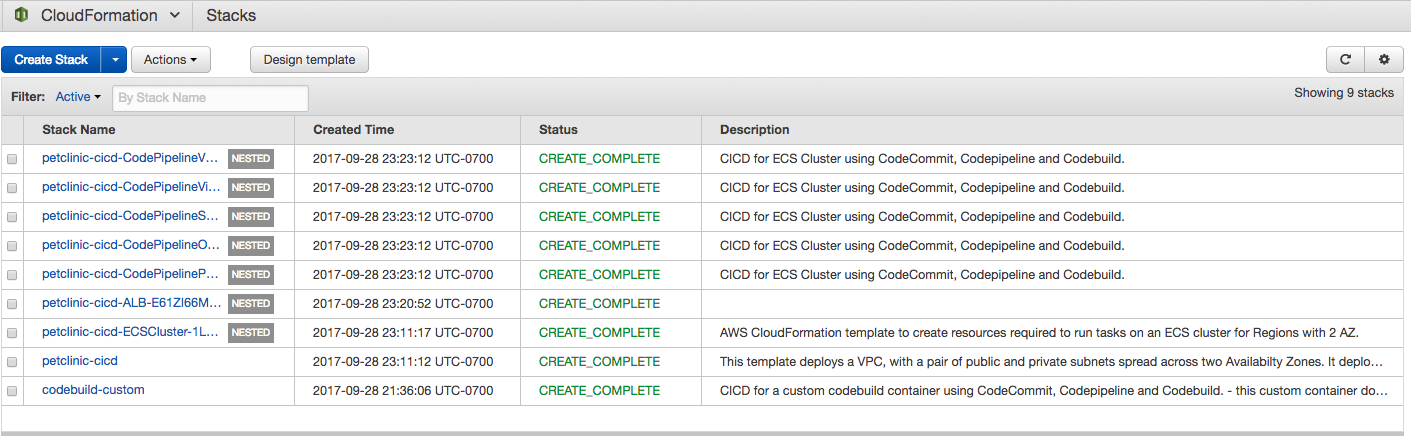 CloudFormation Stacks
Create Stack Actions Design template
Filter: Active By Stack Name Showing 9 stacks
Stack Name Created Time Status Description
petclinic-cicd-CodePipelineV... NESTED 2017-09-28 23:23:12 UTC-0700 CREATE_COMPLETE CICD for ECS Cluster using CodeCommit, Codepipeline and Codebuild.
petclinic-cicd-CodePipelineVi... NESTED 2017-09-28 23:23:12 UTC-0700 CREATE_COMPLETE CICD for ECS Cluster using CodeCommit, Codepipeline and Codebuild.
petclinic-cicd-CodePipelineS... NESTED 2017-09-28 23:23:12 UTC-0700 CREATE_COMPLETE CICD for ECS Cluster using CodeCommit, Codepipeline and Codebuild.
petclinic-cicd-CodePipelineO... NESTED 2017-09-28 23:23:12 UTC-0700 CREATE_COMPLETE CICD for ECS Cluster using CodeCommit, Codepipeline and Codebuild.
petclinic-cicd-CodePipelineP... NESTED 2017-09-28 23:23:12 UTC-0700 CREATE_COMPLETE CICD for ECS Cluster using CodeCommit, Codepipeline and Codebuild.
petclinic-cicd-ALB-E61ZI66M... NESTED 2017-09-28 23:20:52 UTC-0700 CREATE_COMPLETE
petclinic-cicd-ECSCluster-1L... NESTED 2017-09-28 23:11:17 UTC-0700 CREATE_COMPLETE AWS CloudFormation template to create resources required to run tasks on an ECS cluster for Regions with 2 AZ.
petclinic-cicd 2017-09-28 23:11:12 UTC-0700 CREATE_COMPLETE This template deploys a VPC, with a pair of public and private subnets spread across two Availabilty Zones. It deplo...
codebuild-custom 2017-09-28 21:36:06 UTC-0700 CREATE_COMPLETE CICD for a custom codebuild container using CodeCommit, Codepipeline and Codebuild. - this custom container do...